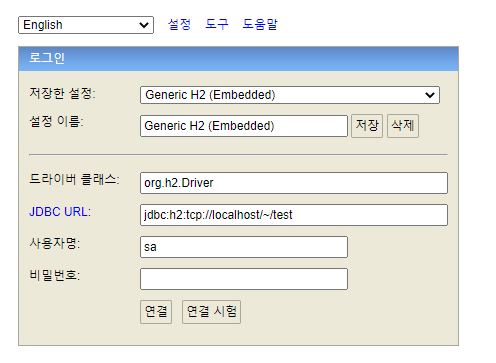 English 설정 도구 도움말
로그인
저장한 설정: Generic H2 (Embedded)
설정 이름: Generic H2 (Embedded) 저장 삭제
드라이버 클래스: org.h2.Driver
JDBC URL: jdbc:h2:tcp://localhost/~/test
사용자명: sa
비밀번호:
연결 연결 시험